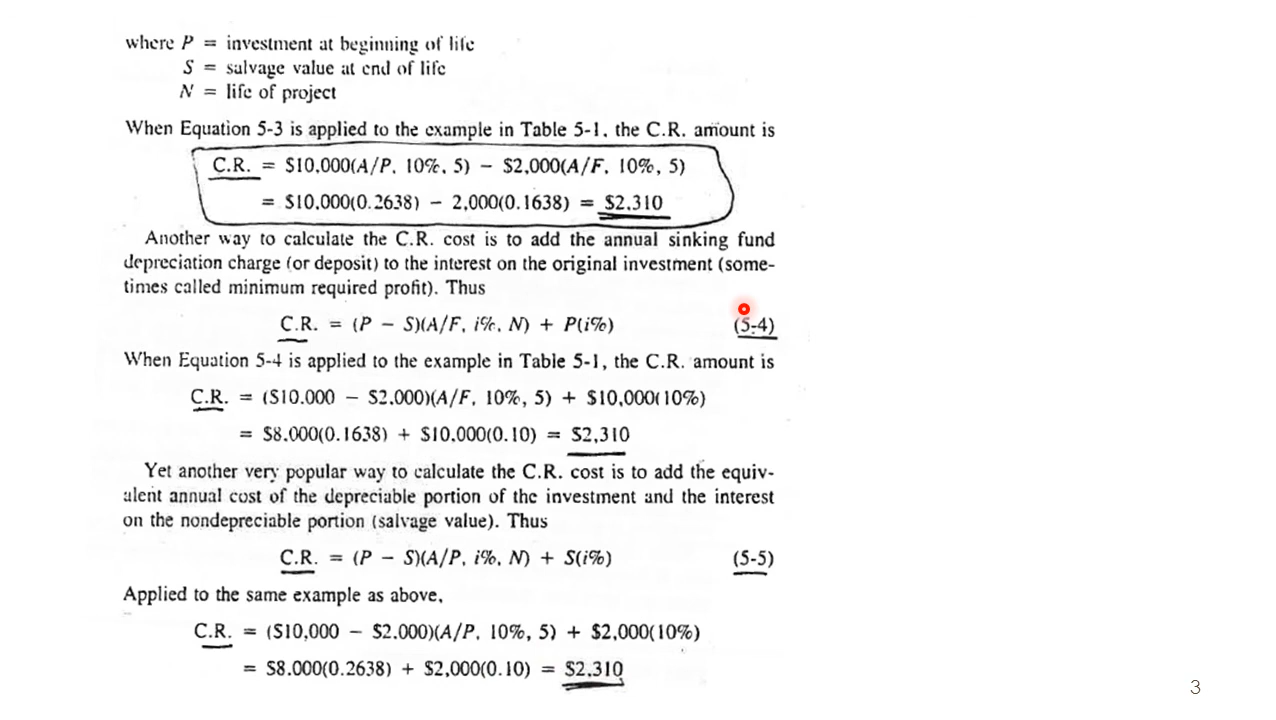 where P = investment at beginning of life
S = salvage value at end of life
N = life of project
When Equation 5-3 is applied to the example in Table 5-1, the C.R. amount is
C.R. = $10,000(A/P, 10%, 5) − $2,000(A/F, 10%, 5)
= $10,000(0.2638) − 2,000(0.1638) = $2,310
Another way to calculate the C.R. cost is to add the annual sinking fund
depreciation charge (or deposit) to the interest on the original investment (some-
times called minimum required profit). Thus
C.R. = (P − S)(A/F, i%, N) + P(i%) (5-4)
When Equation 5-4 is applied to the example in Table 5-1, the C.R. amount is
C.R. = ($10,000 − $2,000)(A/F, 10%, 5) + $10,000(10%)
= $8,000(0.1638) + $10,000(0.10) = $2,310
Yet another very popular way to calculate the C.R. cost is to add the equiv-
alent annual cost of the depreciable portion of the investment and the interest
on the nondepreciable portion (salvage value). Thus
C.R. = (P − S)(A/P, i%, N) + S(i%) (5-5)
Applied to the same example as above,
C.R. = ($10,000 − $2,000)(A/P, 10%, 5) + $2,000(10%)
= $8,000(0.2638) + $2,000(0.10) = $2,310
3